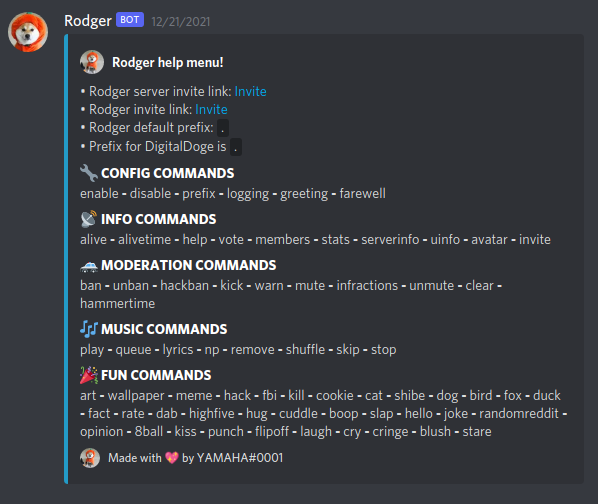 Rodger BOT 12/21/2021
Rodger help menu!
• Rodger server invite link: Invite
• Rodger invite link: Invite
• Rodger default prefix: .
• Prefix for DigitalDoge is .
CONFIG COMMANDS
enable - disable - prefix - logging - greeting - farewell
INFO COMMANDS
alive - alivetime - help - vote - members - stats - serverinfo - uinfo - avatar - invite
MODERATION COMMANDS
ban - unban - hackban - kick - warn - mute - infractions - unmute - clear -
hammertime
MUSIC COMMANDS
play - queue - lyrics - np - remove - shuffle - skip - stop
FUN COMMANDS
art - wallpaper - meme - hack - fbi - kill - cookie - cat - shibe - dog - bird - fox - duck
- fact - rate - dab - highfive - hug - cuddle - boop - slap - hello - joke - randomreddit -
opinion - 8ball - kiss - punch - flipoff - laugh - cry - cringe - blush - stare
Made with 💖 by YAMAHA#0001